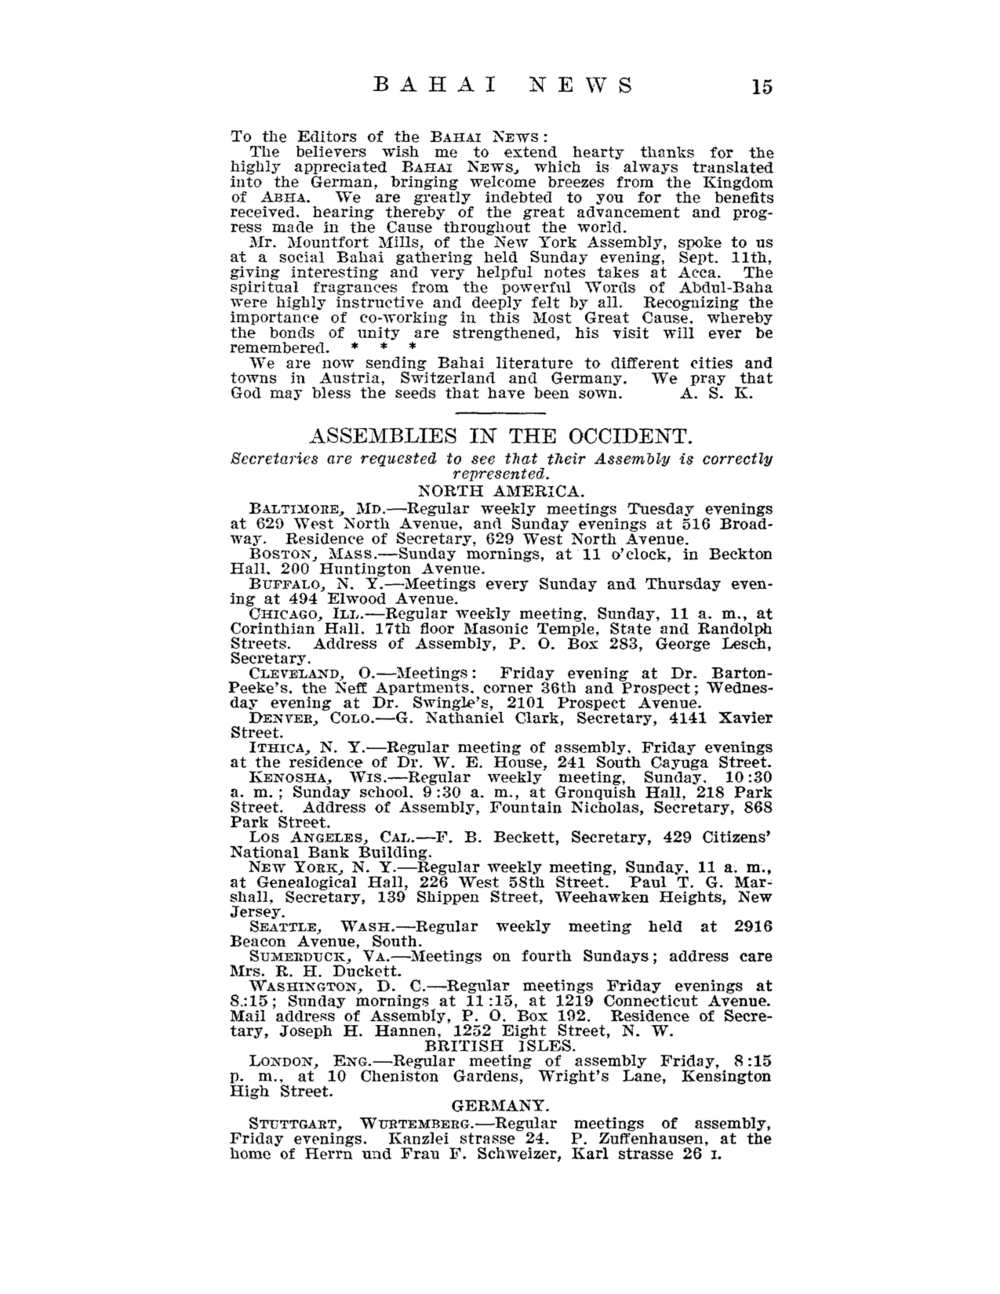 BAHAI NEWS 15
To the Editors of the BAHAI NEWS:
The believers wish me to extend hearty thanks for the
highly appreciated BAHAI NEWS, which is always translated
into the German, bringing welcome breezes from the Kingdom
of ABHA. We are greatly indebted to you for the benefits
received, hearing thereby of the great advancement and prog-
ress made in the Cause throughout the world.
Mr. Mountfort Mills, of the New York Assembly, spoke to us
at a social Bahai gathering held Sunday evening, Sept. 11th,
giving interesting and very helpful notes takes at Acca. The
spiritual fragrances from the powerful Words of Abdul-Baha
were highly instructive and deeply felt by all. Recognizing the
importance of co-working in this Most Great Cause, whereby
the bonds of unity are strengthened, his visit will ever be
remembered. * * *
We are now sending Bahai literature to different cities and
towns in Austria, Switzerland and Germany. We pray that
God may bless the seeds that have been sown. A. S. K.
ASSEMBLIES IN THE OCCIDENT.
Secretaries are requested to see that their Assembly is correctly
represented.
NORTH AMERICA.
BALTIMORE, MD.—Regular weekly meetings Tuesday evenings
at 629 West North Avenue, and Sunday evenings at 516 Broad-
way. Residence of Secretary, 629 West North Avenue.
BOSTON, MASS.—Sunday mornings, at 11 o'clock, in Beckton
Hall, 200 Huntington Avenue.
BUFFALO, N. Y.—Meetings every Sunday and Thursday even-
ing at 494 Elwood Avenue.
CHICAGO, ILL.—Regular weekly meeting, Sunday, 11 a. m., at
Corinthian Hall, 17th floor Masonic Temple, State and Randolph
Streets. Address of Assembly, P. O. Box 283, George Lesch,
Secretary.
CLEVELAND, O.—Meetings: Friday evening at Dr. Barton-
Peeke's, the Neff Apartments, corner 36th and Prospect; Wednes-
day evening at Dr. Swingle's, 2101 Prospect Avenue.
DENVER, COLO.—G. Nathaniel Clark, Secretary, 4141 Xavier
Street.
ITHICA, N. Y.—Regular meeting of assembly, Friday evenings
at the residence of Dr. W. E. House, 241 South Cayuga Street.
KENOSHA, WIS.—Regular weekly meeting, Sunday, 10:30
a. m.; Sunday school, 9:30 a. m., at Gronquish Hall, 218 Park
Street. Address of Assembly, Fountain Nicholas, Secretary, 868
Park Street.
LOS ANGELES, CAL.—F. B. Beckett, Secretary, 429 Citizens'
National Bank Building.
NEW YORK, N. Y.—Regular weekly meeting, Sunday, 11 a. m.,
at Genealogical Hall, 226 West 58th Street. Paul T. G. Mar-
shall, Secretary, 139 Shippen Street, Weehawken Heights, New
Jersey.
SEATTLE, WASH.—Regular weekly meeting held at 2916
Beacon Avenue, South.
SUMERDUCK, VA.—Meetings on fourth Sundays; address care
Mrs. R. H. Duckett.
WASHINGTON, D. C.—Regular meetings Friday evenings at
8.:15; Sunday mornings at 11:15, at 1219 Connecticut Avenue.
Mail address of Assembly, P. O. Box 192. Residence of Secre-
tary, Joseph H. Hannen, 1252 Eight Street, N. W.
BRITISH ISLES.
LONDON, ENG.—Regular meeting of assembly Friday, 8:15
p. m., at 10 Cheniston Gardens, Wright's Lane, Kensington
High Street.
GERMANY.
STUTTGART, WURTEMBERG.—Regular meetings of assembly,
Friday evenings. Kanzlei strasse 24. P. Zuffenhausen, at the
home of Herrn und Frau F. Schweizer, Karl strasse 26 I.